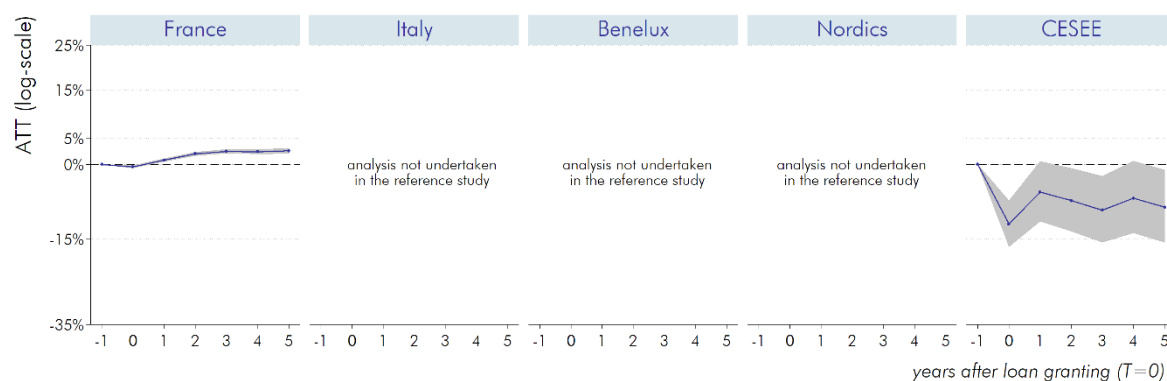 France
Italy
Benelux
Nordics
CESEE
ATT (log-scale)
25%
15%
5%
0%
-15%
-35%
analysis not undertaken
in the reference study
analysis not undertaken
in the reference study
analysis not undertaken
in the reference study
-1 0 1 2 3 4 5
-1 0 1 2 3 4 5
-1 0 1 2 3 4 5
-1 0 1 2 3 4 5
-1 0 1 2 3 4 5
years after loan granting (T=0)